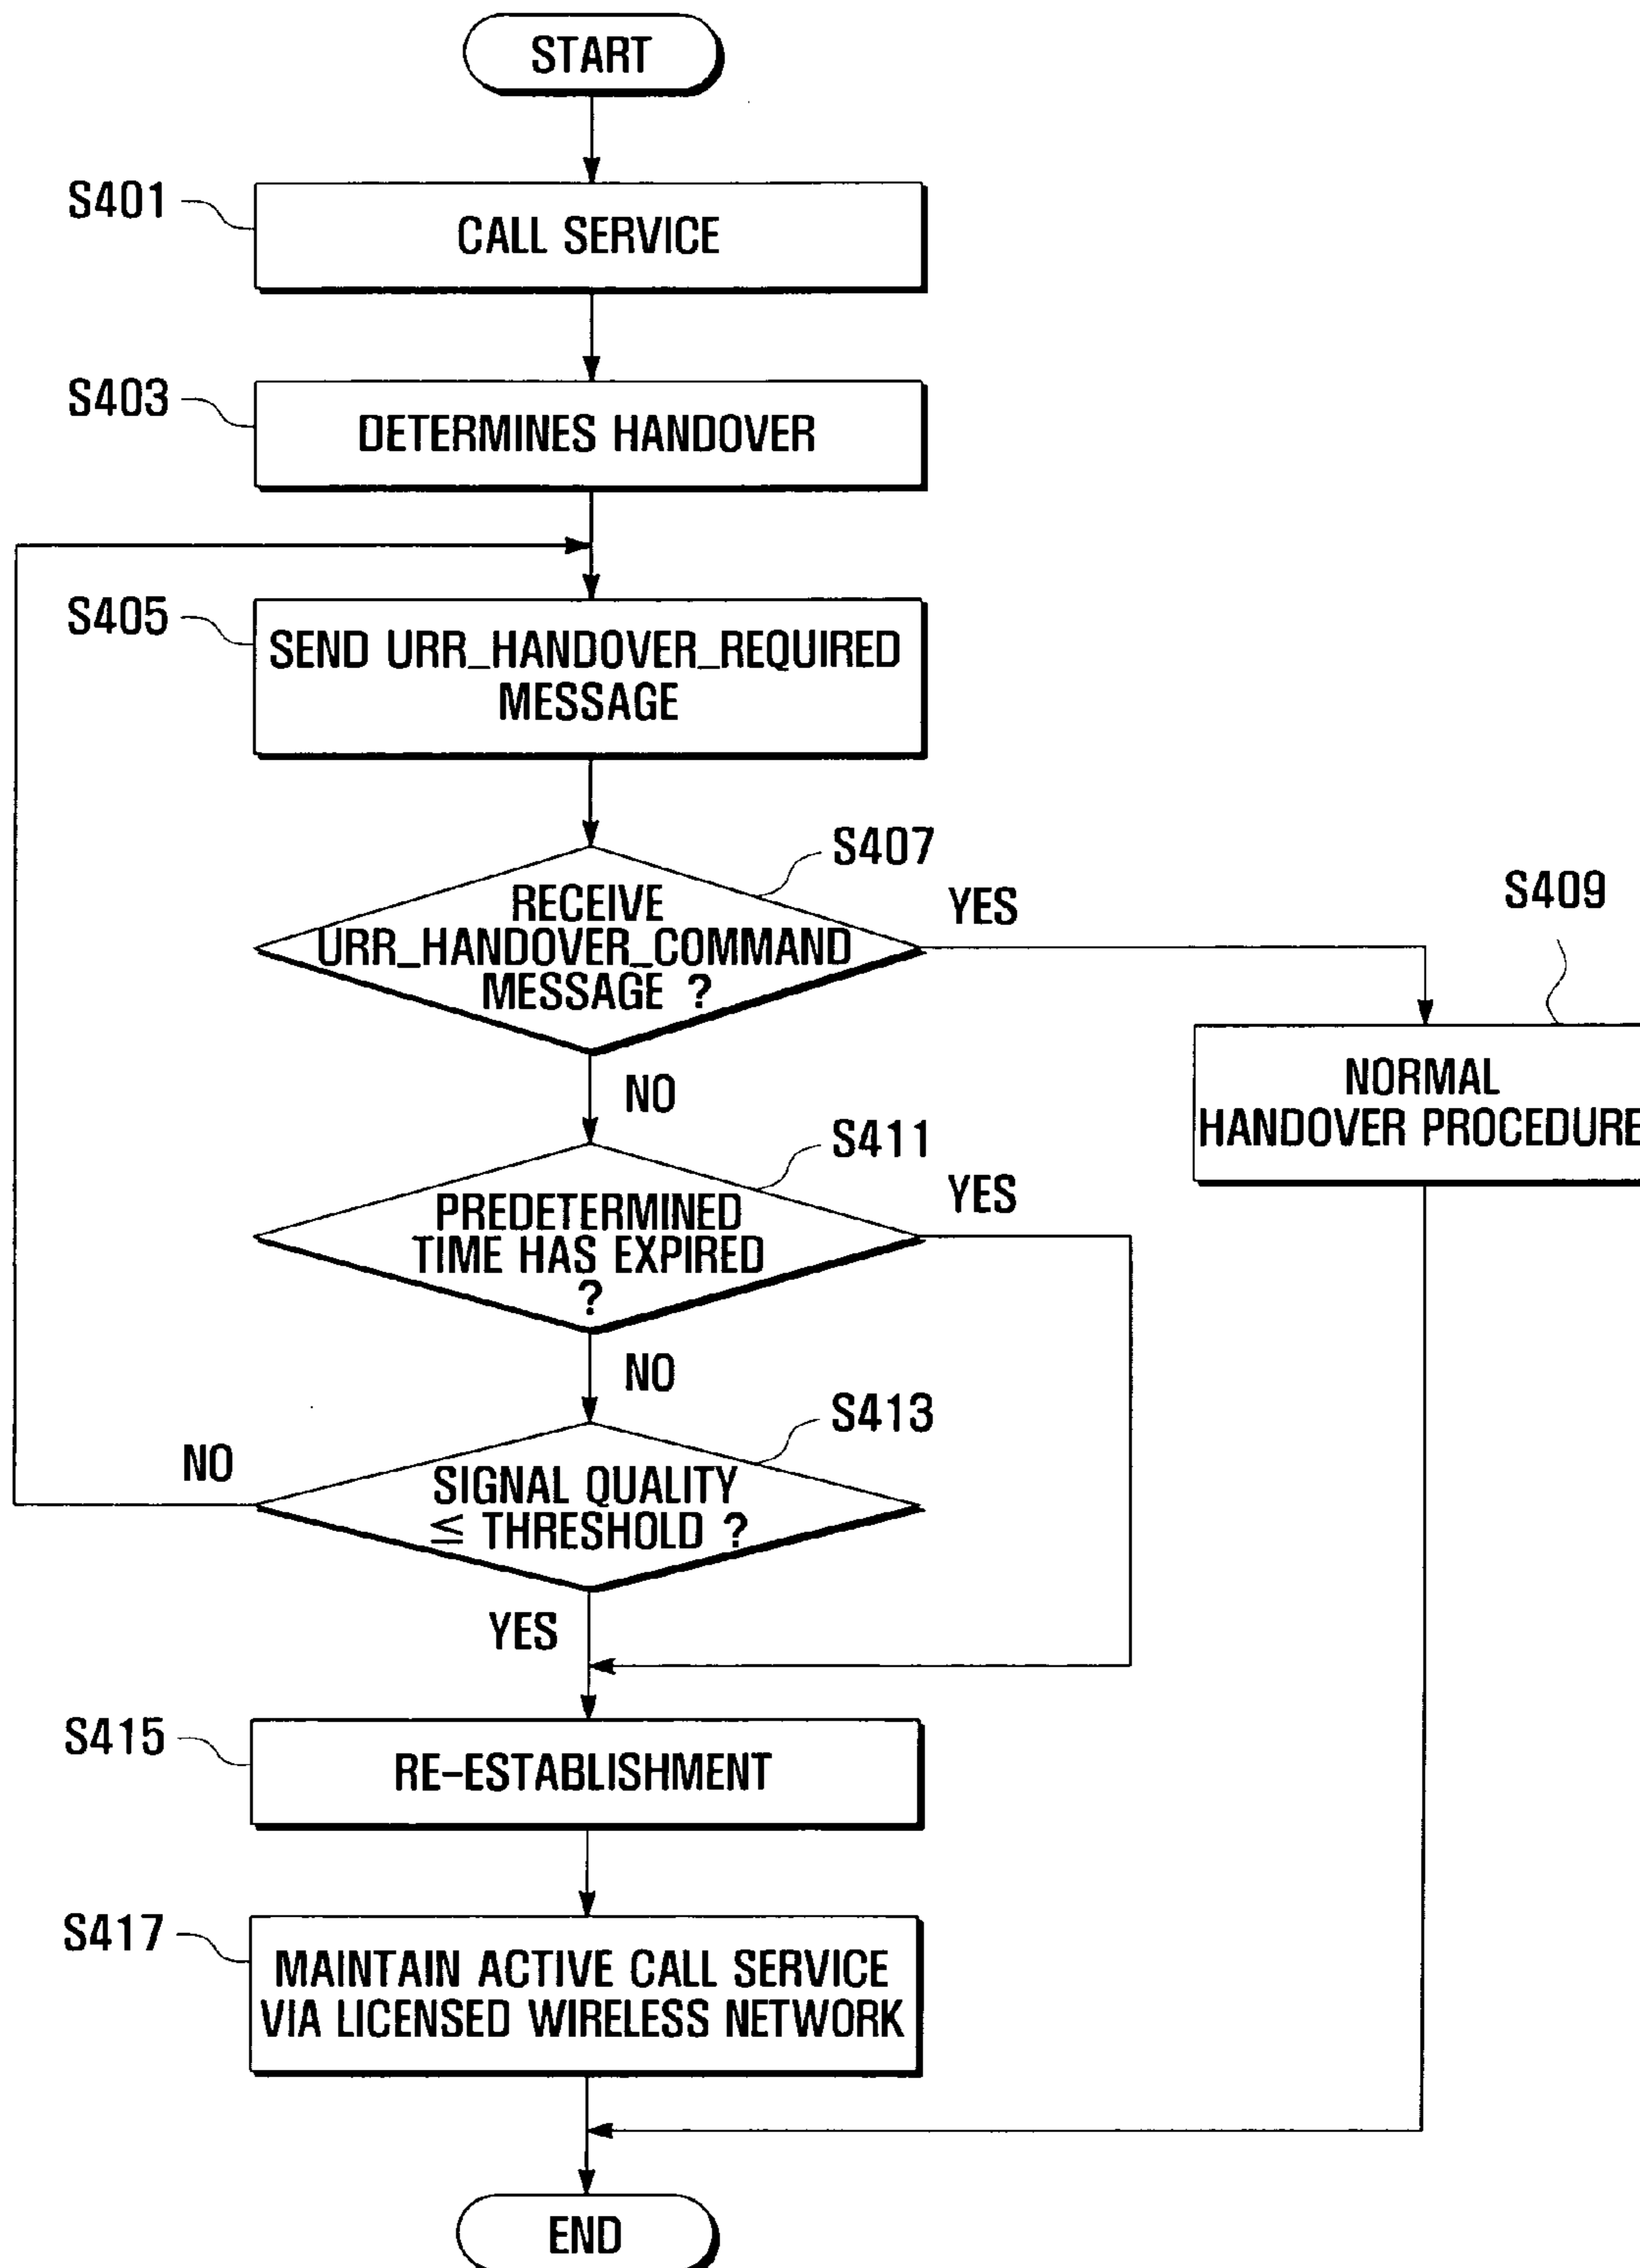 START
S401
CALL SERVICE
S403
DETERMINES HANDOVER
S405
SEND URR_HANDOVER_REQUIRED
MESSAGE
S407
RECEIVE
URR_HANDOVER_COMMAND
MESSAGE ?
YES
S409
NORMAL
HANDOVER PROCEDURE
NO
S411
PREDETERMINED
TIME HAS EXPIRED
?
YES
NO
S413
SIGNAL QUALITY
≤ THRESHOLD ?
NO
YES
S415
RE-ESTABLISHMENT
S417
MAINTAIN ACTIVE CALL SERVICE
VIA LICENSED WIRELESS NETWORK
END